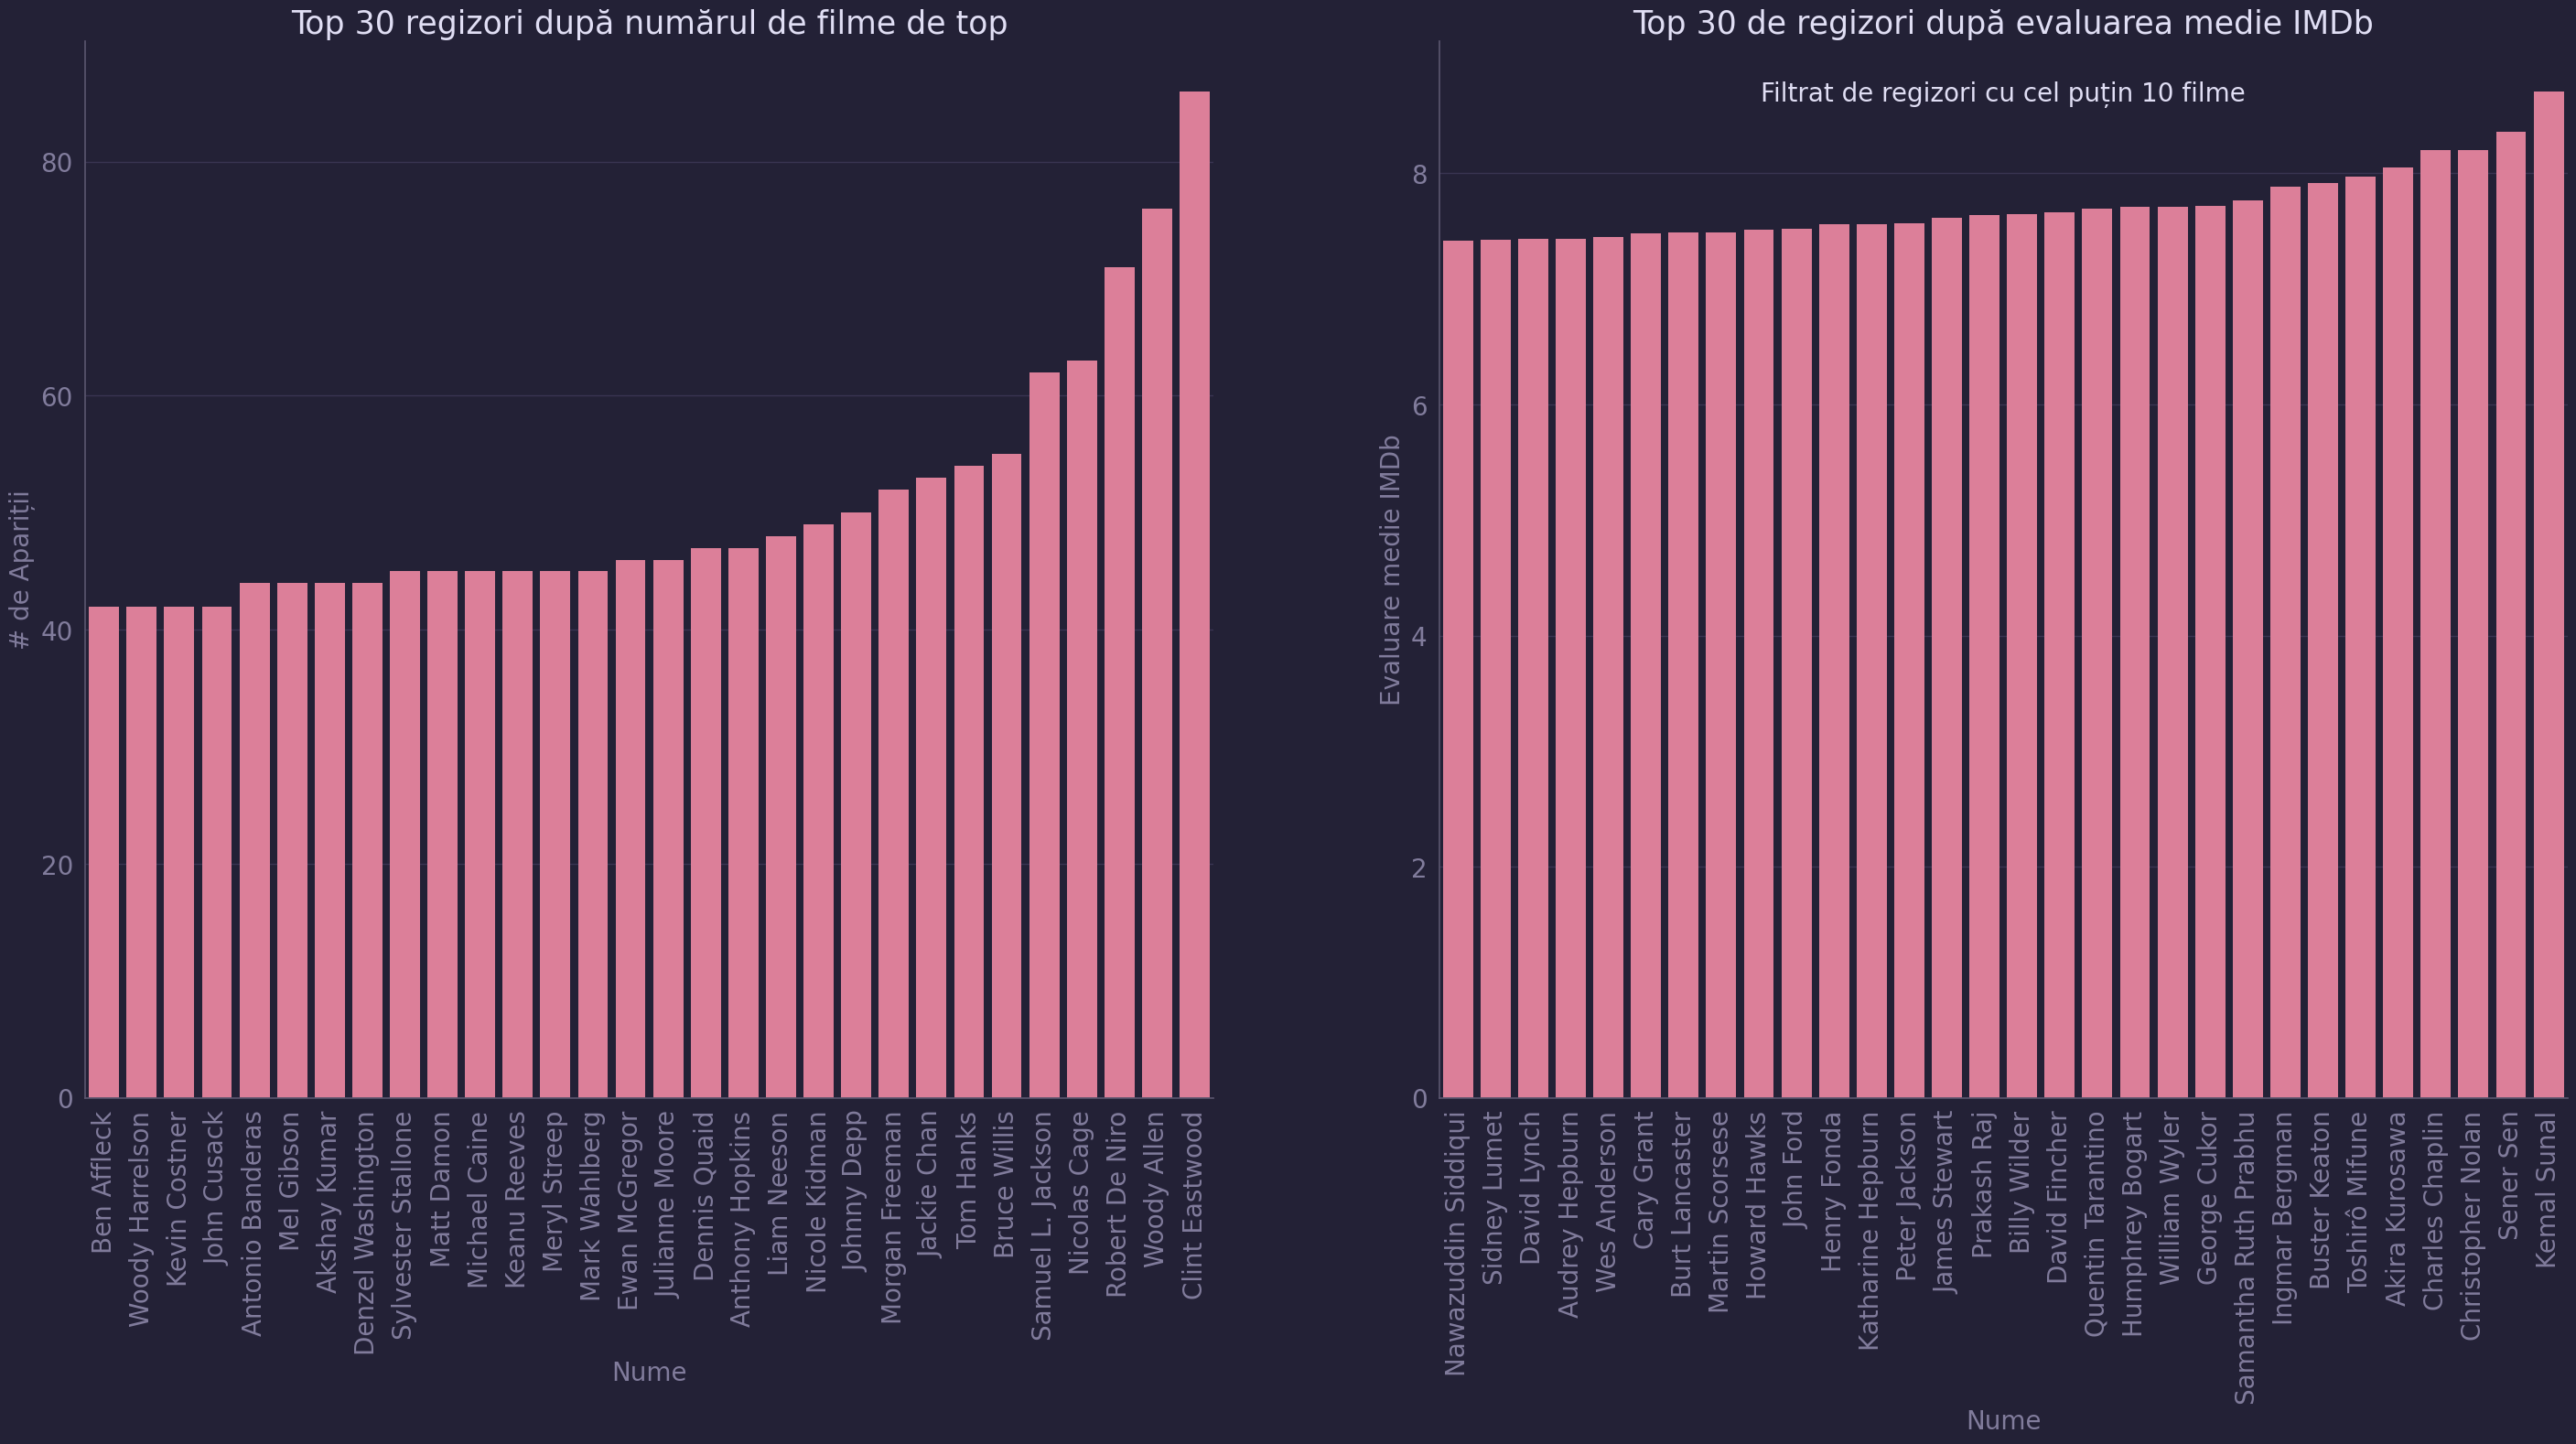 Top 30 regizori după numărul de filme de top
# de Apariții
80
60
40
20
0
Ben Affleck
Woody Harrelson
Kevin Costner
John Cusack
Antonio Banderas
Mel Gibson
Akshay Kumar
Denzel Washington
Sylvester Stallone
Matt Damon
Michael Caine
Keanu Reeves
Meryl Streep
Mark Wahlberg
Ewan McGregor
Julianne Moore
Dennis Quaid
Anthony Hopkins
Liam Neeson
Nicole Kidman
Johnny Depp
Morgan Freeman
Jackie Chan
Tom Hanks
Bruce Willis
Samuel L. Jackson
Nicolas Cage
Robert De Niro
Woody Allen
Clint Eastwood
Nume
Top 30 de regizori după evaluarea medie IMDb
Filtrat de regizori cu cel puțin 10 filme
Evaluare medie IMDb
8
6
4
2
0
Nawazuddin Siddiqui
Sidney Lumet
David Lynch
Audrey Hepburn
Wes Anderson
Cary Grant
Burt Lancaster
Martin Scorsese
Howard Hawks
John Ford
Henry Fonda
Katharine Hepburn
Peter Jackson
James Stewart
Prakash Raj
Billy Wilder
David Fincher
Quentin Tarantino
Humphrey Bogart
William Wyler
George Cukor
Samantha Ruth Prabhu
Ingmar Bergman
Buster Keaton
Toshirô Mifune
Akira Kurosawa
Charles Chaplin
Christopher Nolan
Sener Sen
Kemal Sunal
Nume